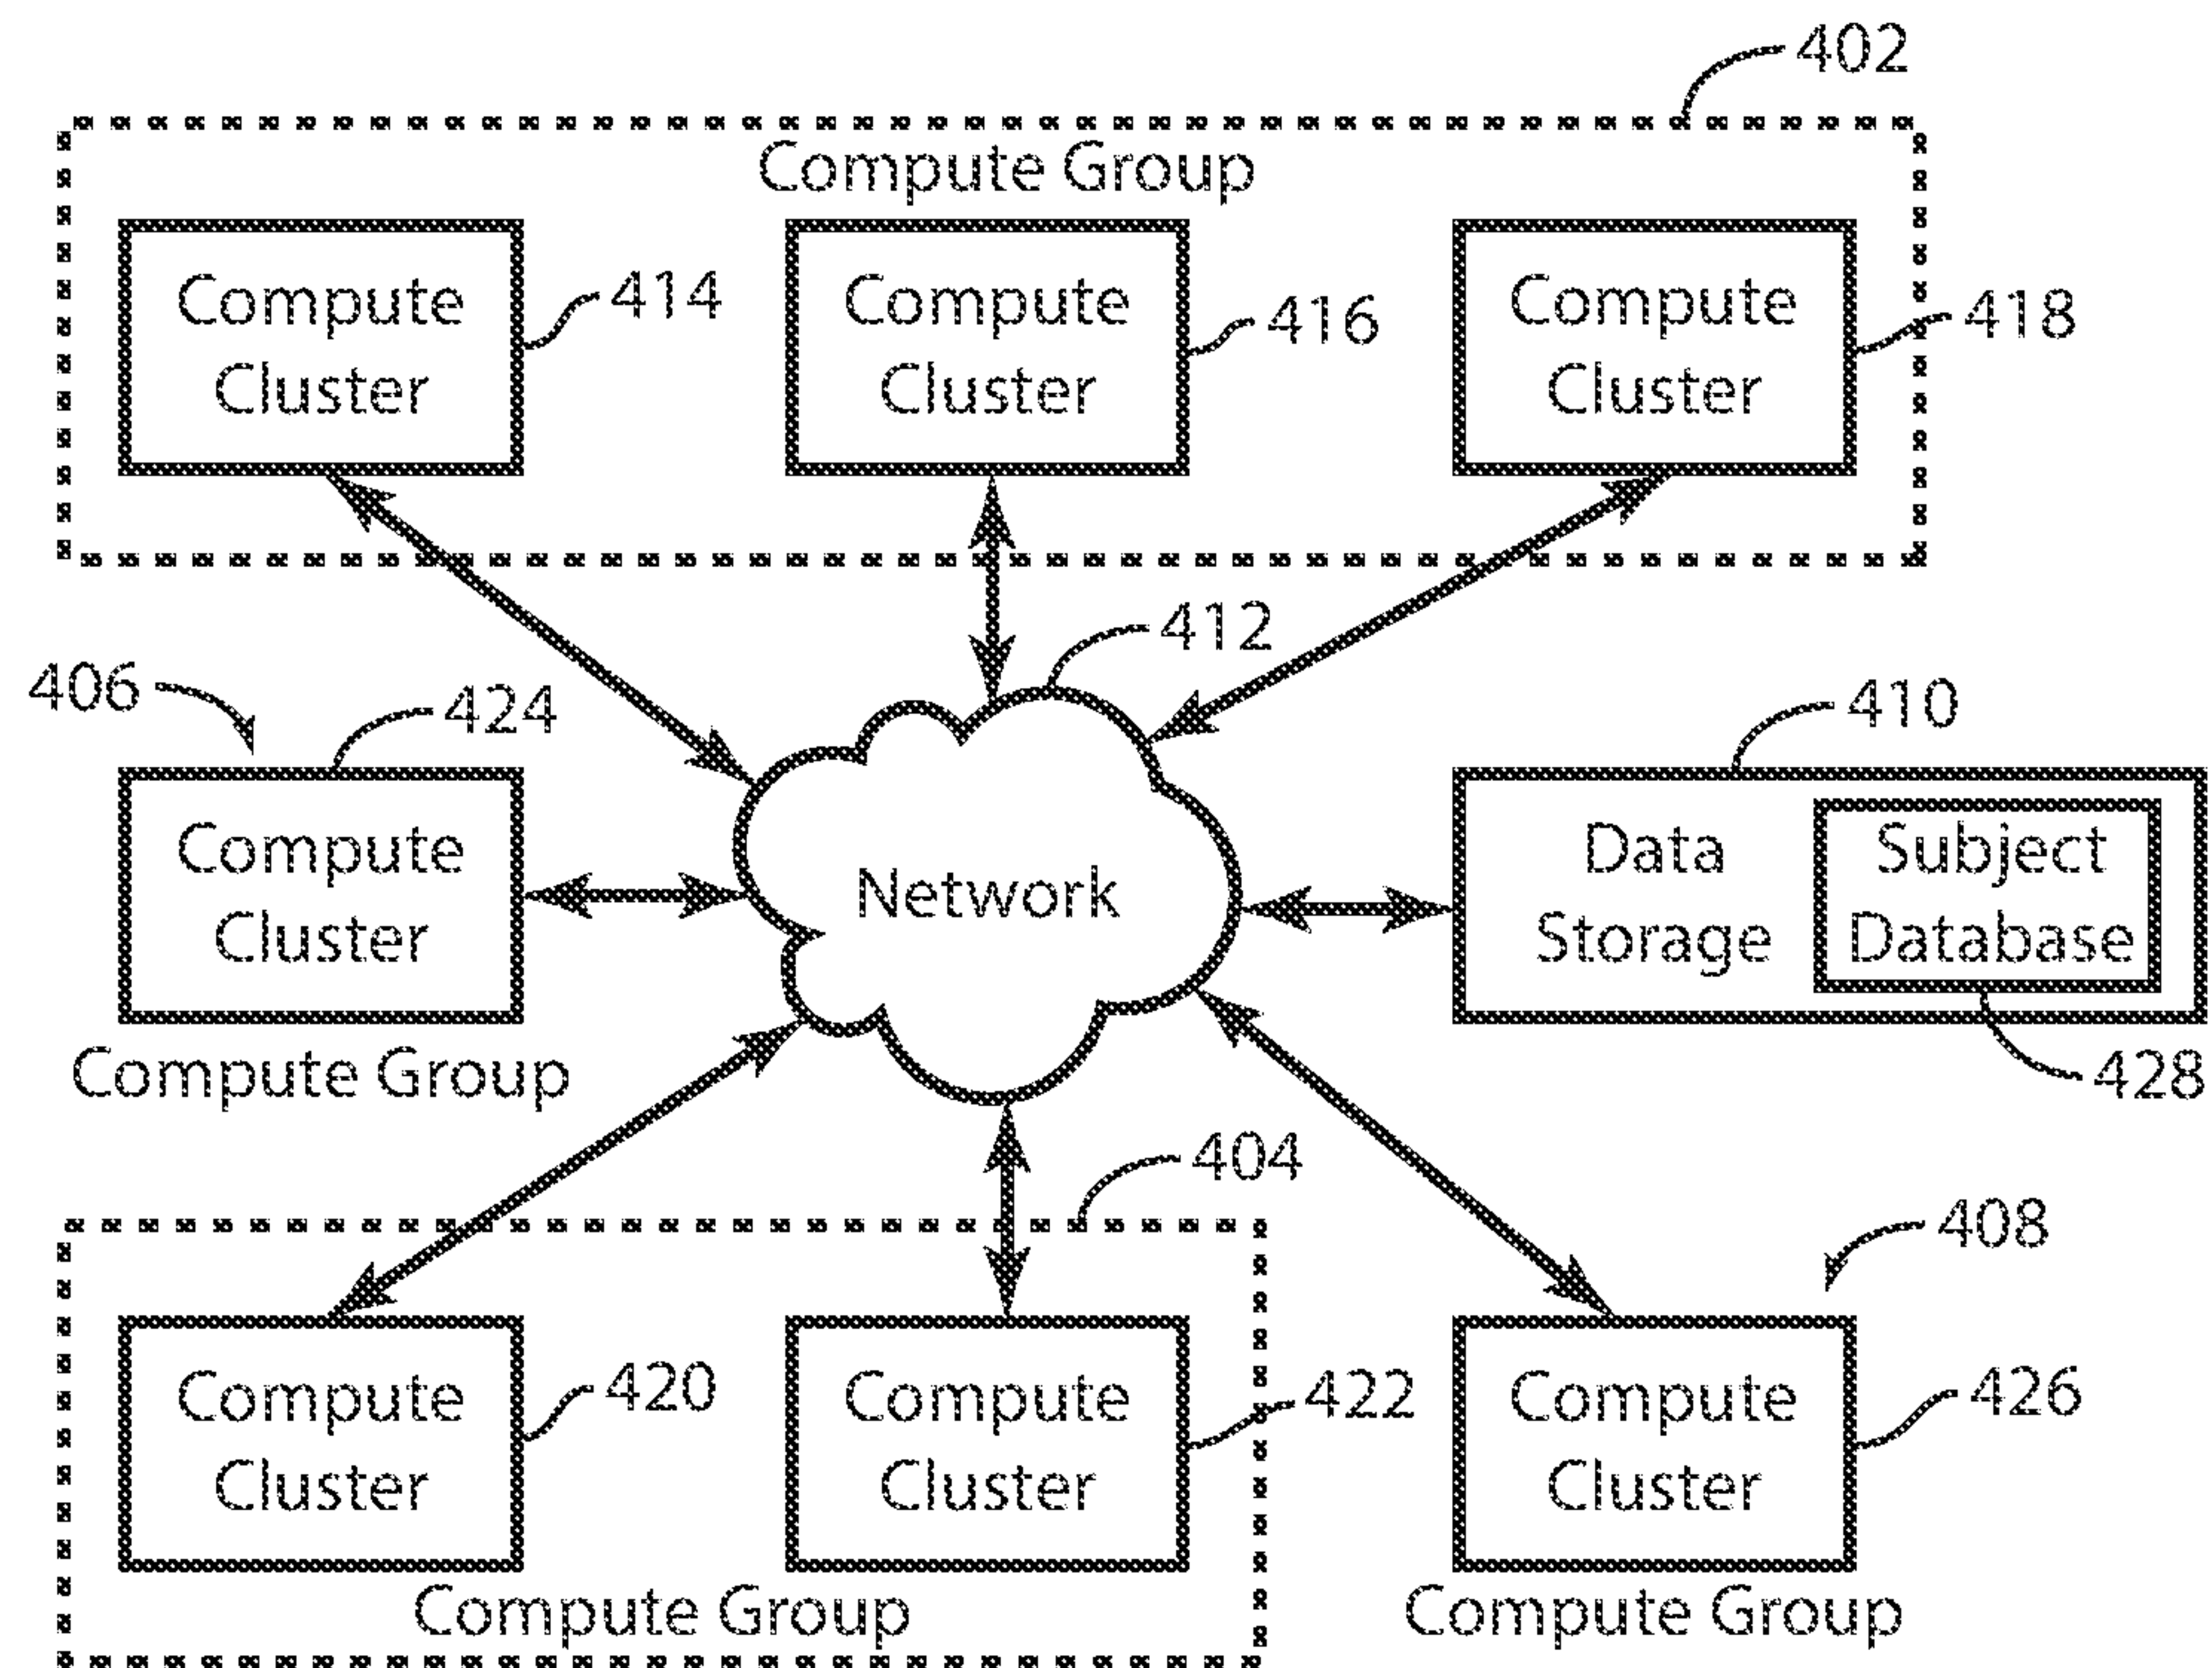 402
Compute Group
Compute
Cluster
414
Compute
Cluster
416
Compute
Cluster
418
412
406
424
Compute
Cluster
Compute Group
Network
410
Data
Storage
Subject
Database
428
404
408
Compute
Cluster
420
Compute
Cluster
422
Compute Group
Compute
Cluster
426
Compute Group